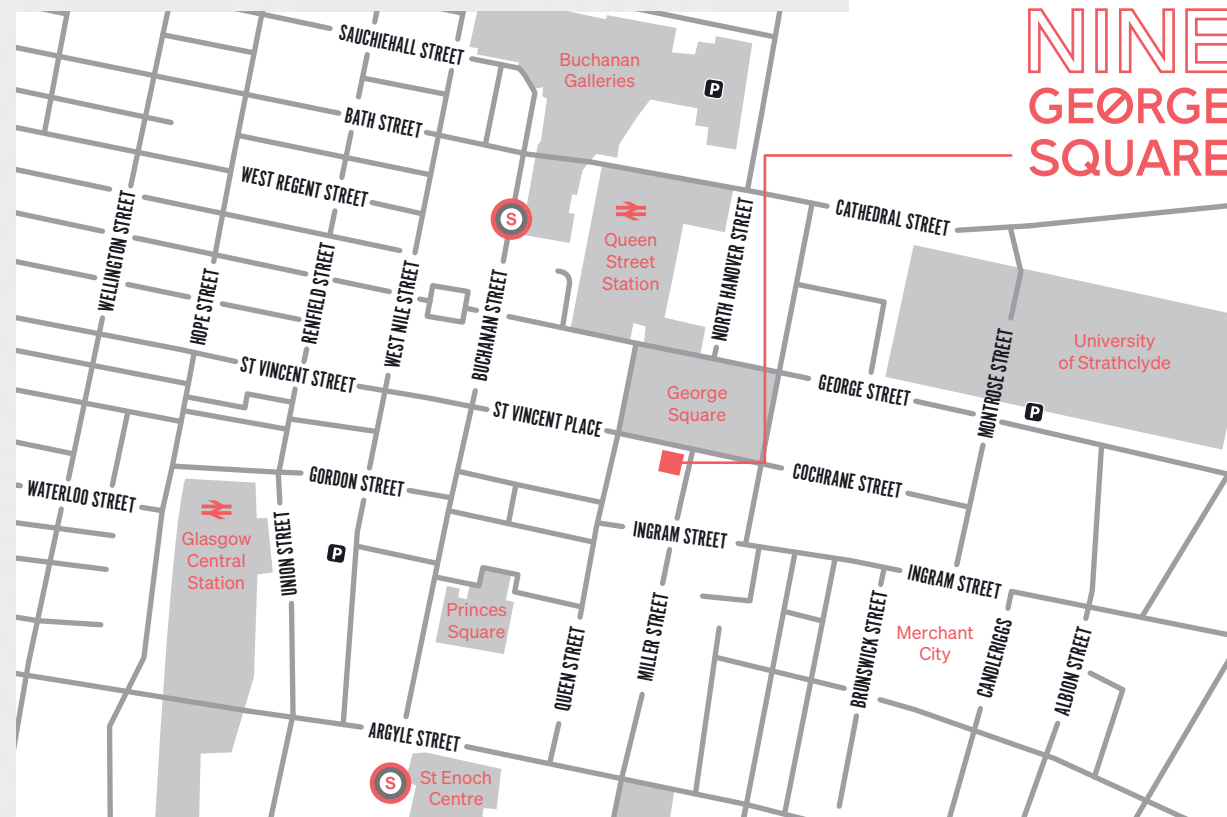 NINE
GEØRGE
SQUARE
SAUCHIEHALL STREET
Buchanan
Galleries
P
BATH STREET
WEST REGENT STREET
WELLINGTON STREET
HOPE STREET
RENFIELD STREET
WEST NILE STREET
BUCHANAN STREET
S
Queen
Street
Station
NORTH HANOVER STREET
CATHEDRAL STREET
University
of Strathclyde
MONTROSE STREET
P
GEORGE STREET
George
Square
ST VINCENT STREET
ST VINCENT PLACE
COCHRANE STREET
GORDON STREET
WATERLOO STREET
Glasgow
Central
Station
UNION STREET
P
INGRAM STREET
INGRAM STREET
Princes
Square
QUEEN STREET
MILLER STREET
BRUNSWICK STREET
Merchant
City
CANDLERIGGS
ALBION STREET
ARGYLE STREET
S
St Enoch
Centre